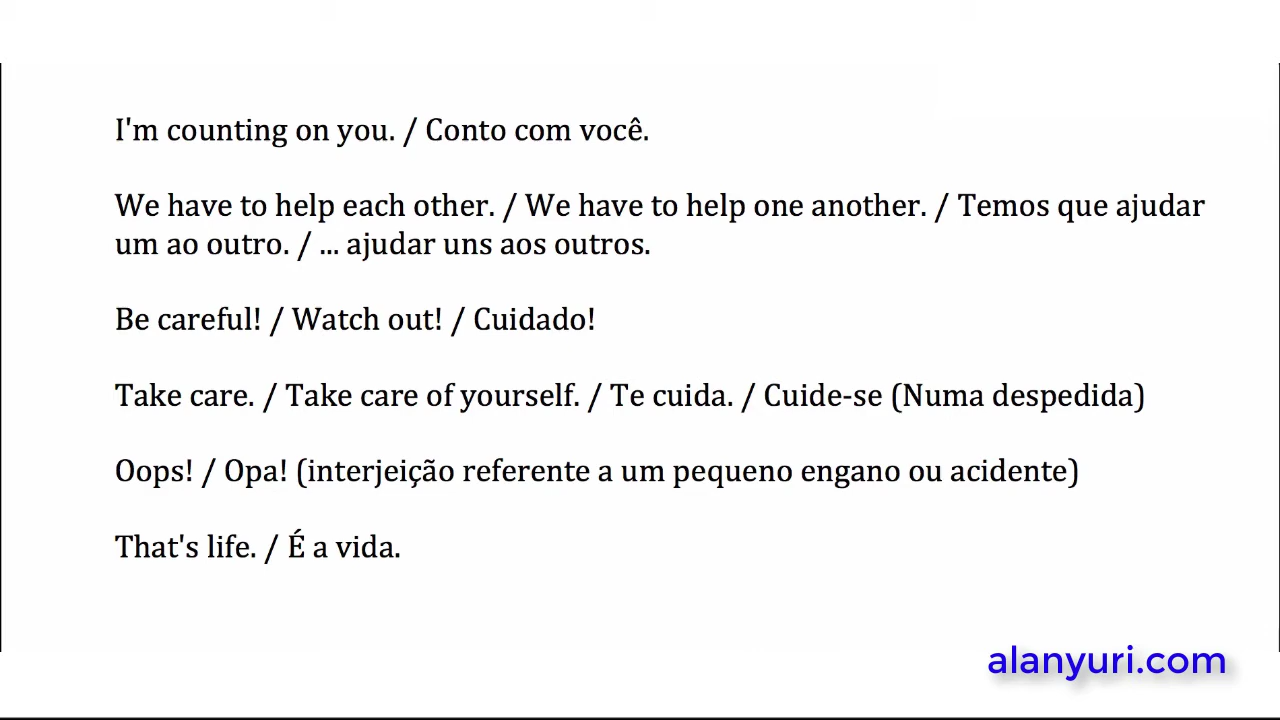 I'm counting on you. / Conto com você.
We have to help each other. / We have to help one another. / Temos que ajudar
um ao outro. / ... ajudar uns aos outros.
Be careful! / Watch out! / Cuidado!
Take care. / Take care of yourself. / Te cuida. / Cuide-se (Numa despedida)
Oops! / Opa! (interjeição referente a um pequeno engano ou acidente)
That's life. / É a vida.
alanyuri.com